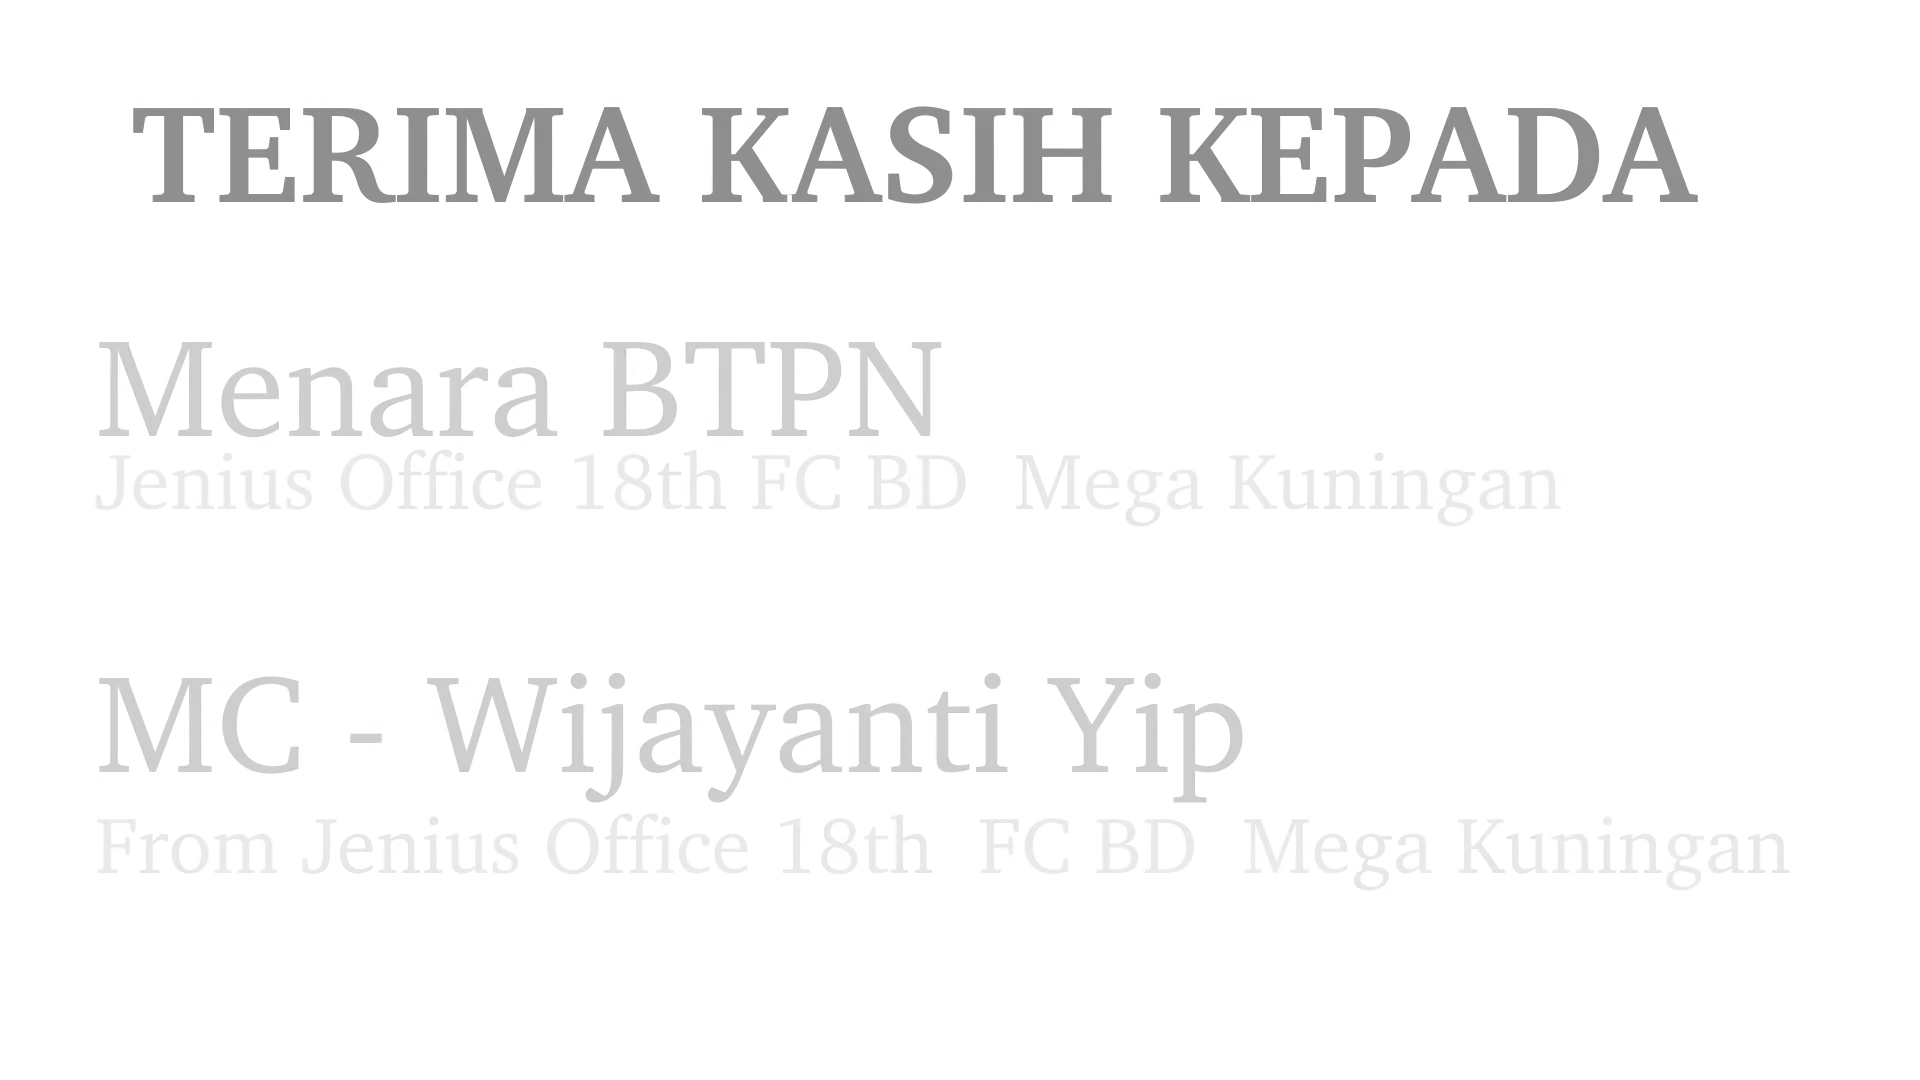 TERIMA KASIH KEPADA
Menara BTPN
Jenius Office 18th FC BD  Mega Kuningan
MC - Wijayanti Yip
From Jenius Office 18th  FC BD  Mega Kuningan